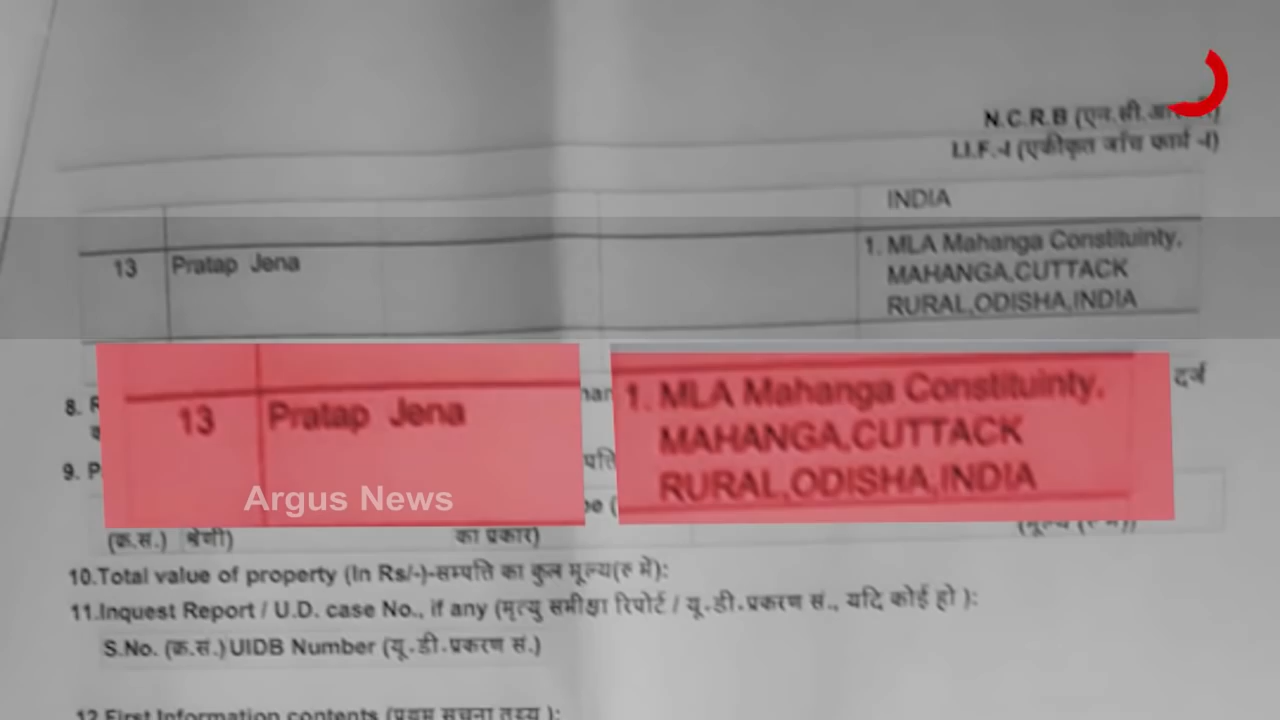 N.C.R.B (एन.सी.आर.बी)
I.I.F.-I (एकीकृत जाँच फार्म -I)
INDIA
13 Pratap Jena 1. MLA Mahanga Constituinty,
MAHANGA,CUTTACK
RURAL,ODISHA,INDIA
8. दर्ज
13 Pratap Jena
1. MLA Mahanga Constituinty,
MAHANGA,CUTTACK
RURAL,ODISHA,INDIA
9. P
Argus News
(क्र.सं.) श्रेणी) का प्रकार) (मूल्य (रु में))
10.Total value of property (In Rs/-)-सम्पति का कुल मूल्य(रु में):
11.Inquest Report / U.D. case No., if any (मृत्यु समीक्षा रिपोर्ट / यू.डी.प्रकरण सं., यदि कोई हो ):
S.No. (क्र.सं.) UIDB Number (यू.डी.प्रकरण सं.)
12.First Information contents (प्रथम सूचना तथ्य ):